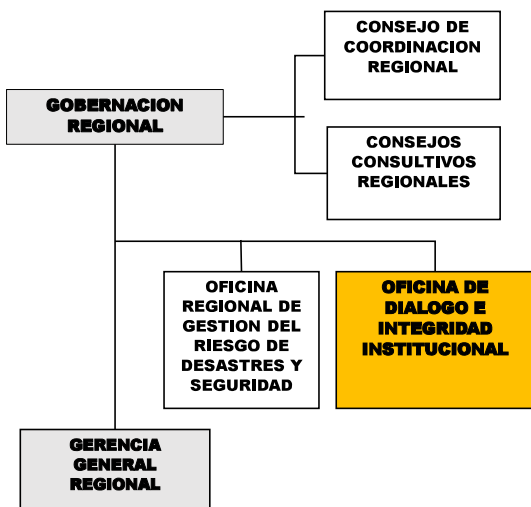 CONSEJO DE
COORDINACION
REGIONAL
GOBERNACION
REGIONAL
CONSEJOS
CONSULTIVOS
REGIONALES
OFICINA
REGIONAL DE
GESTION DEL
RIESGO DE
DESASTRES Y
SEGURIDAD
OFICINA DE
DIALOGO E
INTEGRIDAD
INSTITUCIONAL
GERENCIA
GENERAL
REGIONAL